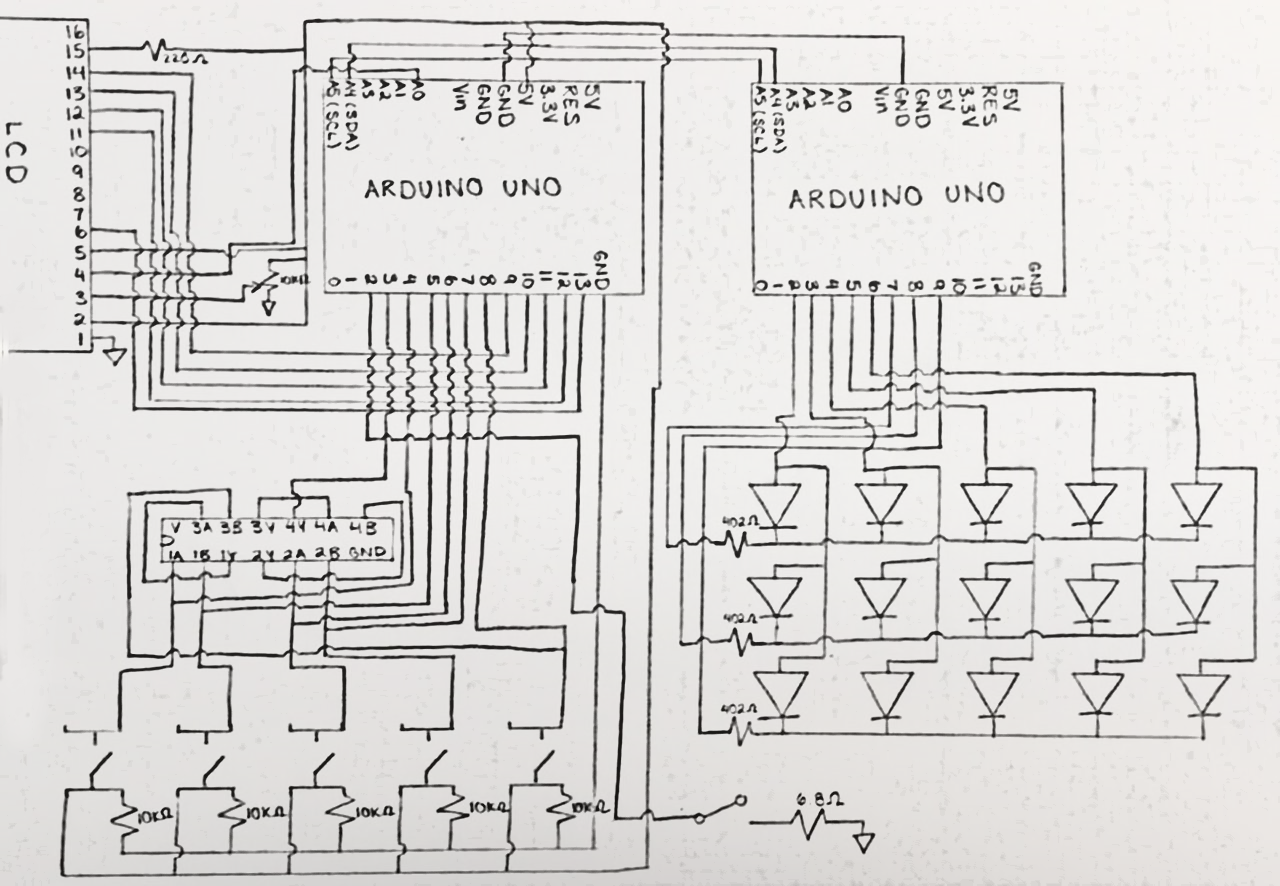 LCD
16
15
14
13
12
11
10
9
8
7
6
5
4
3
2
1
220Ω
10KΩ
A5(SCL) A4(SDA) A3 A2 A1 A0 Vin GND GND 5V 3.3V RES 5V
ARDUINO UNO
0 1 2 3 4 5 6 7 8 9 10 11 12 13 GND
A5(SCL) A4(SDA) A3 A2 A1 A0 Vin GND GND 5V 3.3V RES 5V
ARDUINO UNO
0 1 2 3 4 5 6 7 8 9 10 11 12 13 GND
V 3A 3B 3Y 4Y 4A 4B
1A 1B 1Y 2Y 2A 2B GND
402Ω
402Ω
402Ω
10KΩ 10KΩ 10KΩ 10KΩ 10KΩ
6.8Ω